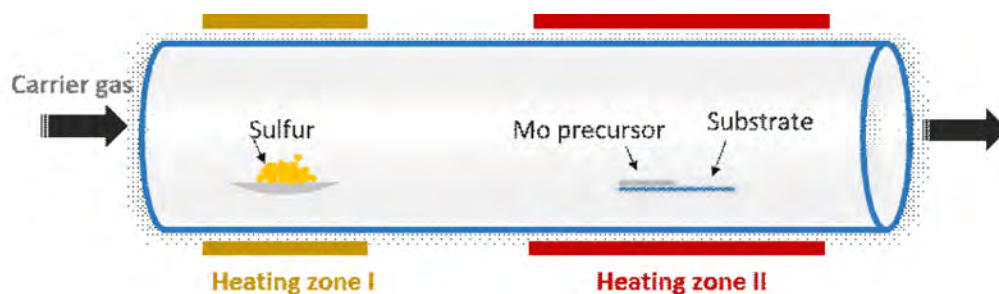 Carrier gas
Sulfur
Mo precursor
Substrate
Heating zone I
Heating zone II